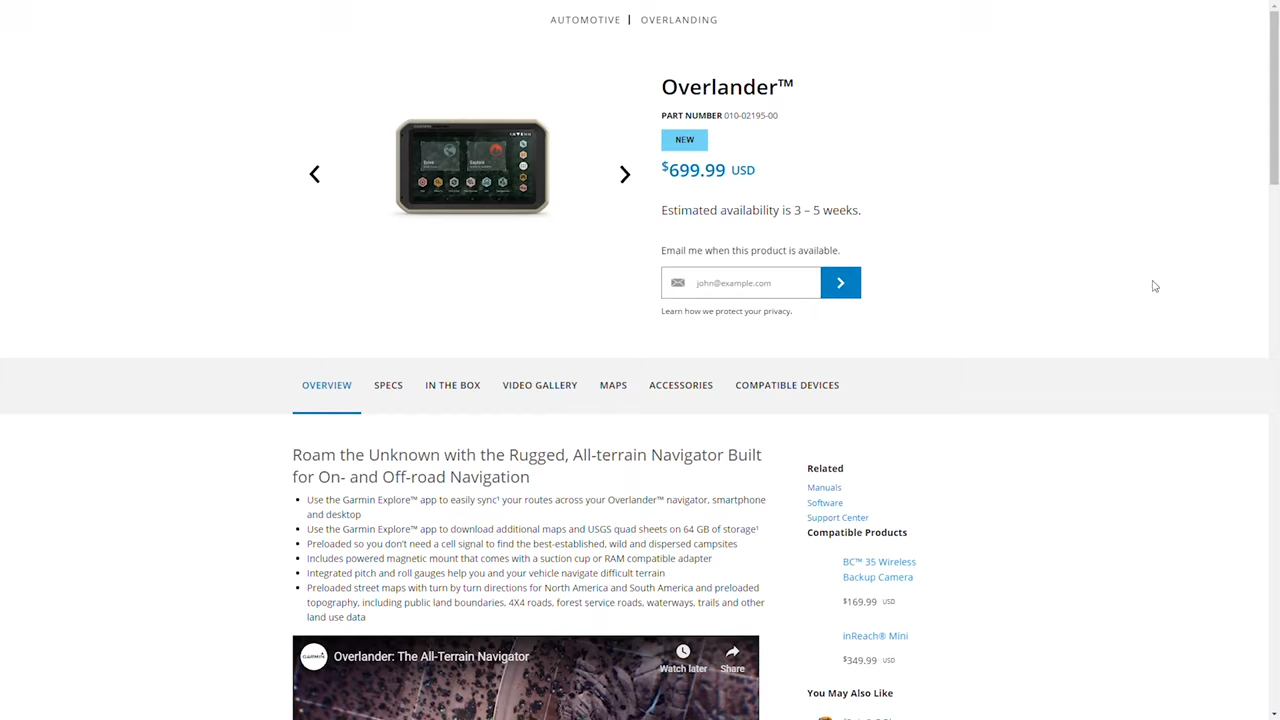 AUTOMOTIVE | OVERLANDING
Overlander™
PART NUMBER 010-02195-00
NEW
$699.99 USD
Estimated availability is 3 – 5 weeks.
Email me when this product is available.
john@example.com
Learn how we protect your privacy.
OVERVIEW SPECS IN THE BOX VIDEO GALLERY MAPS ACCESSORIES COMPATIBLE DEVICES
Roam the Unknown with the Rugged, All-terrain Navigator Built
for On- and Off-road Navigation
• Use the Garmin Explore™ app to easily sync¹ your routes across your Overlander™ navigator, smartphone
and desktop
• Use the Garmin Explore™ app to download additional maps and USGS quad sheets on 64 GB of storage¹
• Preloaded so you don't need a cell signal to find the best-established, wild and dispersed campsites
• Includes powered magnetic mount that comes with a suction cup or RAM compatible adapter
• Integrated pitch and roll gauges help you and your vehicle navigate difficult terrain
• Preloaded street maps with turn by turn directions for North America and South America and preloaded
topography, including public land boundaries, 4X4 roads, forest service roads, waterways, trails and other
land use data
GARMIN
Overlander: The All-Terrain Navigator
Watch later
Share
Related
Manuals
Software
Support Center
Compatible Products
BC™ 35 Wireless
Backup Camera
$169.99 USD
inReach® Mini
$349.99 USD
You May Also Like